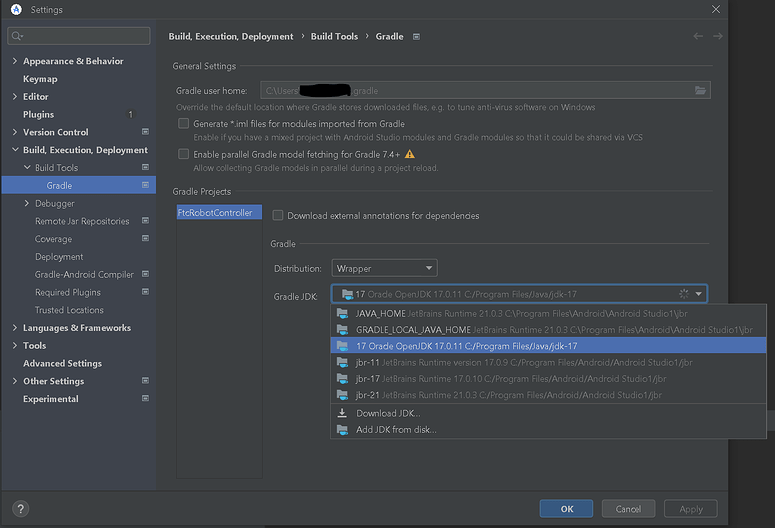 Settings
Build, Execution, Deployment > Build Tools > Gradle
Appearance & Behavior
Keymap
Editor
Plugins 1
Version Control
Build, Execution, Deployment
Build Tools
Gradle
Debugger
Remote Jar Repositories
Coverage
Deployment
Gradle-Android Compiler
Required Plugins
Trusted Locations
Languages & Frameworks
Tools
Advanced Settings
Other Settings
Experimental
General Settings
Gradle user home: C:\Users .gradle
Override the default location where Gradle stores downloaded files, e.g. to tune anti-virus software on Windows
Generate *.iml files for modules imported from Gradle
Enable if you have a mixed project with Android Studio modules and Gradle modules so that it could be shared via VCS
Enable parallel Gradle model fetching for Gradle 7.4+
Allow collecting Gradle models in parallel during a project reload.
Gradle Projects
FtcRobotController
Download external annotations for dependencies
Gradle
Distribution: Wrapper
Gradle JDK: 17 Oracle OpenJDK 17.0.11 C:/Program Files/Java/jdk-17
JAVA_HOME JetBrains Runtime 21.0.3 C:\Program Files\Android\Android Studio1\jbr
GRADLE_LOCAL_JAVA_HOME JetBrains Runtime 21.0.3 C:\Program Files\Android\Android Studio1\jbr
17 Oracle OpenJDK 17.0.11 C:/Program Files/Java/jdk-17
jbr-11 JetBrains Runtime version 17.0.9 C:/Program Files/Android/Android Studio1/jbr
jbr-17 JetBrains Runtime 17.0.10 C:/Program Files/Android/Android Studio/jbr
jbr-21 JetBrains Runtime 21.0.3 C:/Program Files/Android/Android Studio1/jbr
Download JDK...
Add JDK from disk...
?
OK
Cancel
Apply